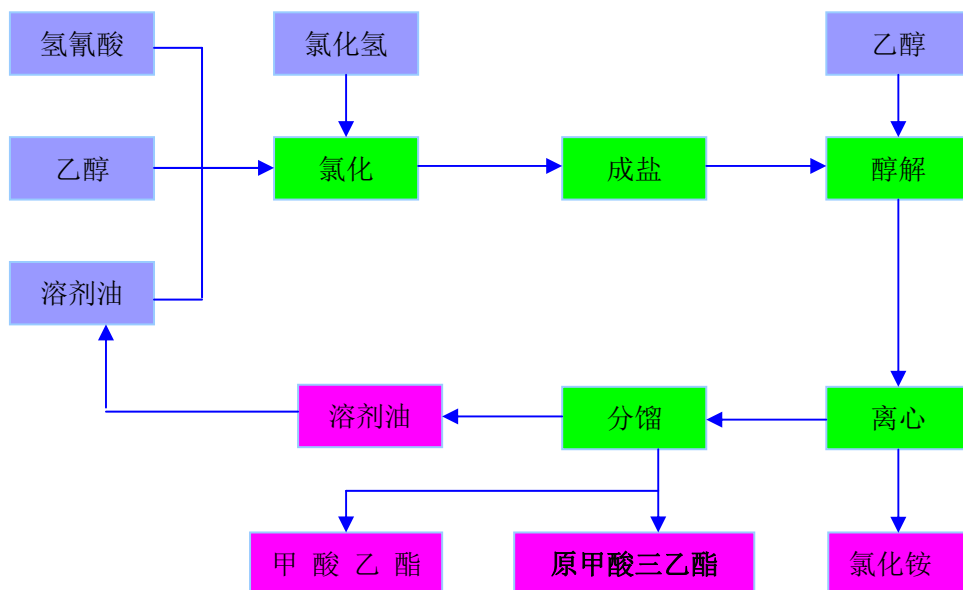 氢氰酸
氯化氢
乙醇
乙醇
氯化
成盐
醇解
溶剂油
溶剂油
分馏
离心
甲 酸 乙 酯
原甲酸三乙酯
氯化铵